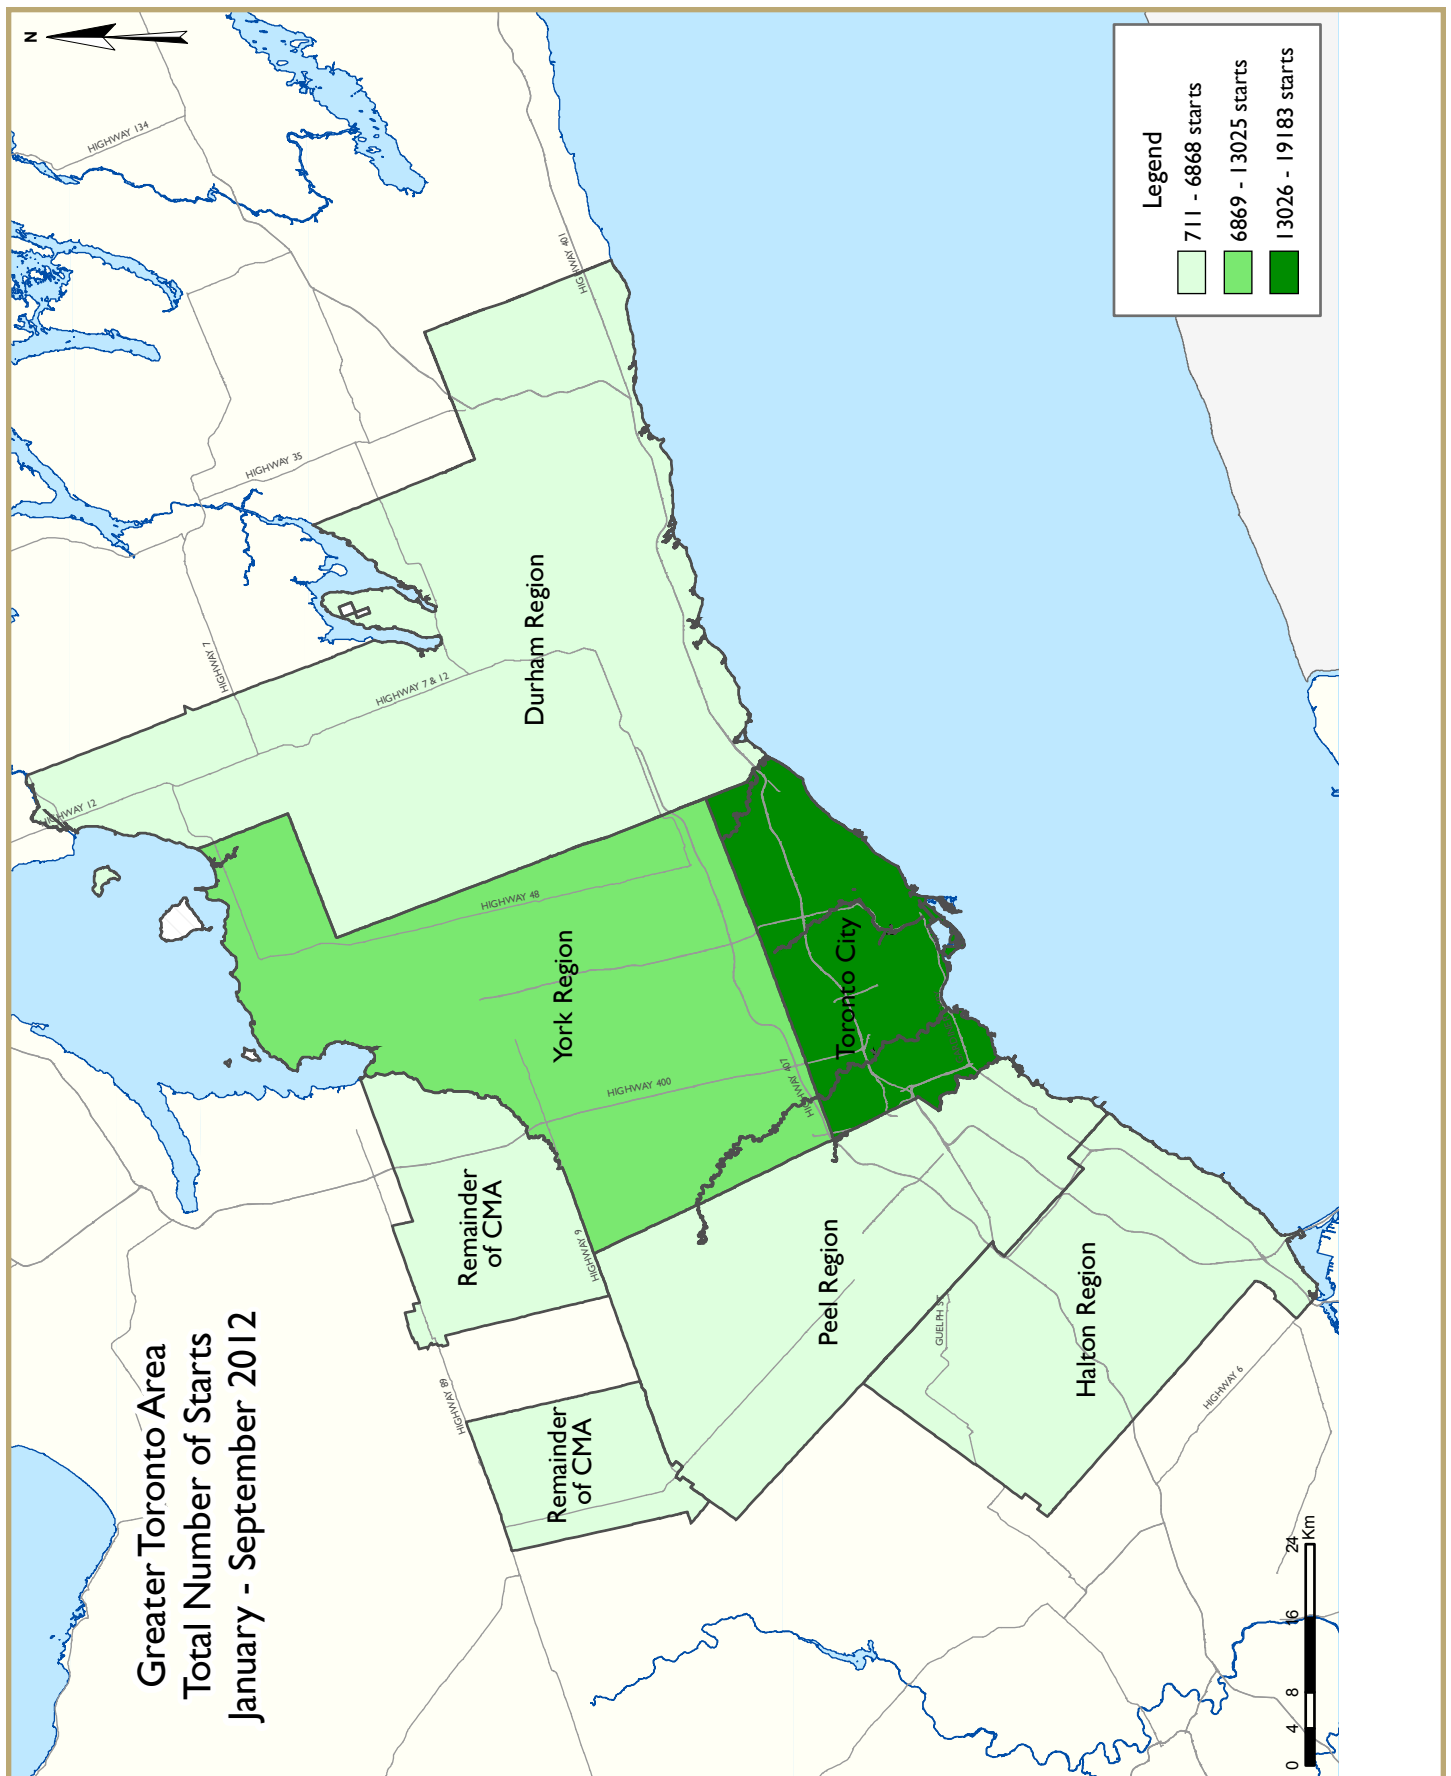 Greater Toronto Area
Total Number of Starts
January - September 2012
N
HIGHWAY 134
HIGHWAY 401
HIGHWAY 35
HIGHWAY 7
HIGHWAY 7 & 12
HIGHWAY 12
Durham Region
HIGHWAY 48
York Region
Toronto City
HIGHWAY 400
HIGHWAY 407
Remainder
of CMA
HIGHWAY 9
HIGHWAY 89
Remainder
of CMA
Peel Region
GUELPH ST
Halton Region
HIGHWAY 6
Legend
711 - 6868 starts
6869 - 13025 starts
13026 - 19183 starts
0 4 8 16 24
Km